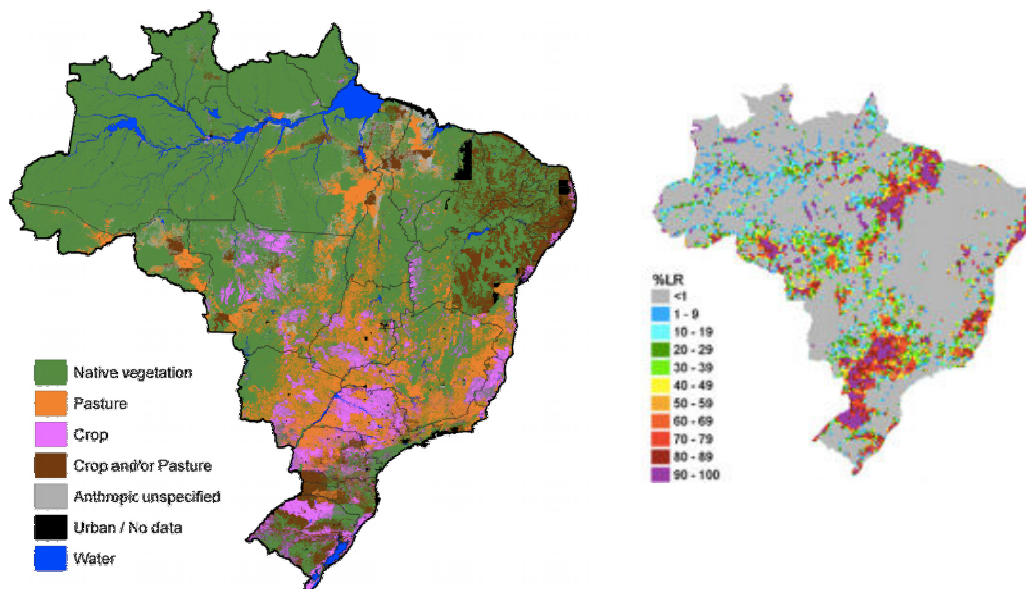 Native vegetation
Pasture
Crop
Crop and/or Pasture
Anthropic unspecified
Urban / No data
Water
%LR
<1
1 - 9
10 - 19
20 - 29
30 - 39
40 - 49
50 - 59
60 - 69
70 - 79
80 - 89
90 - 100